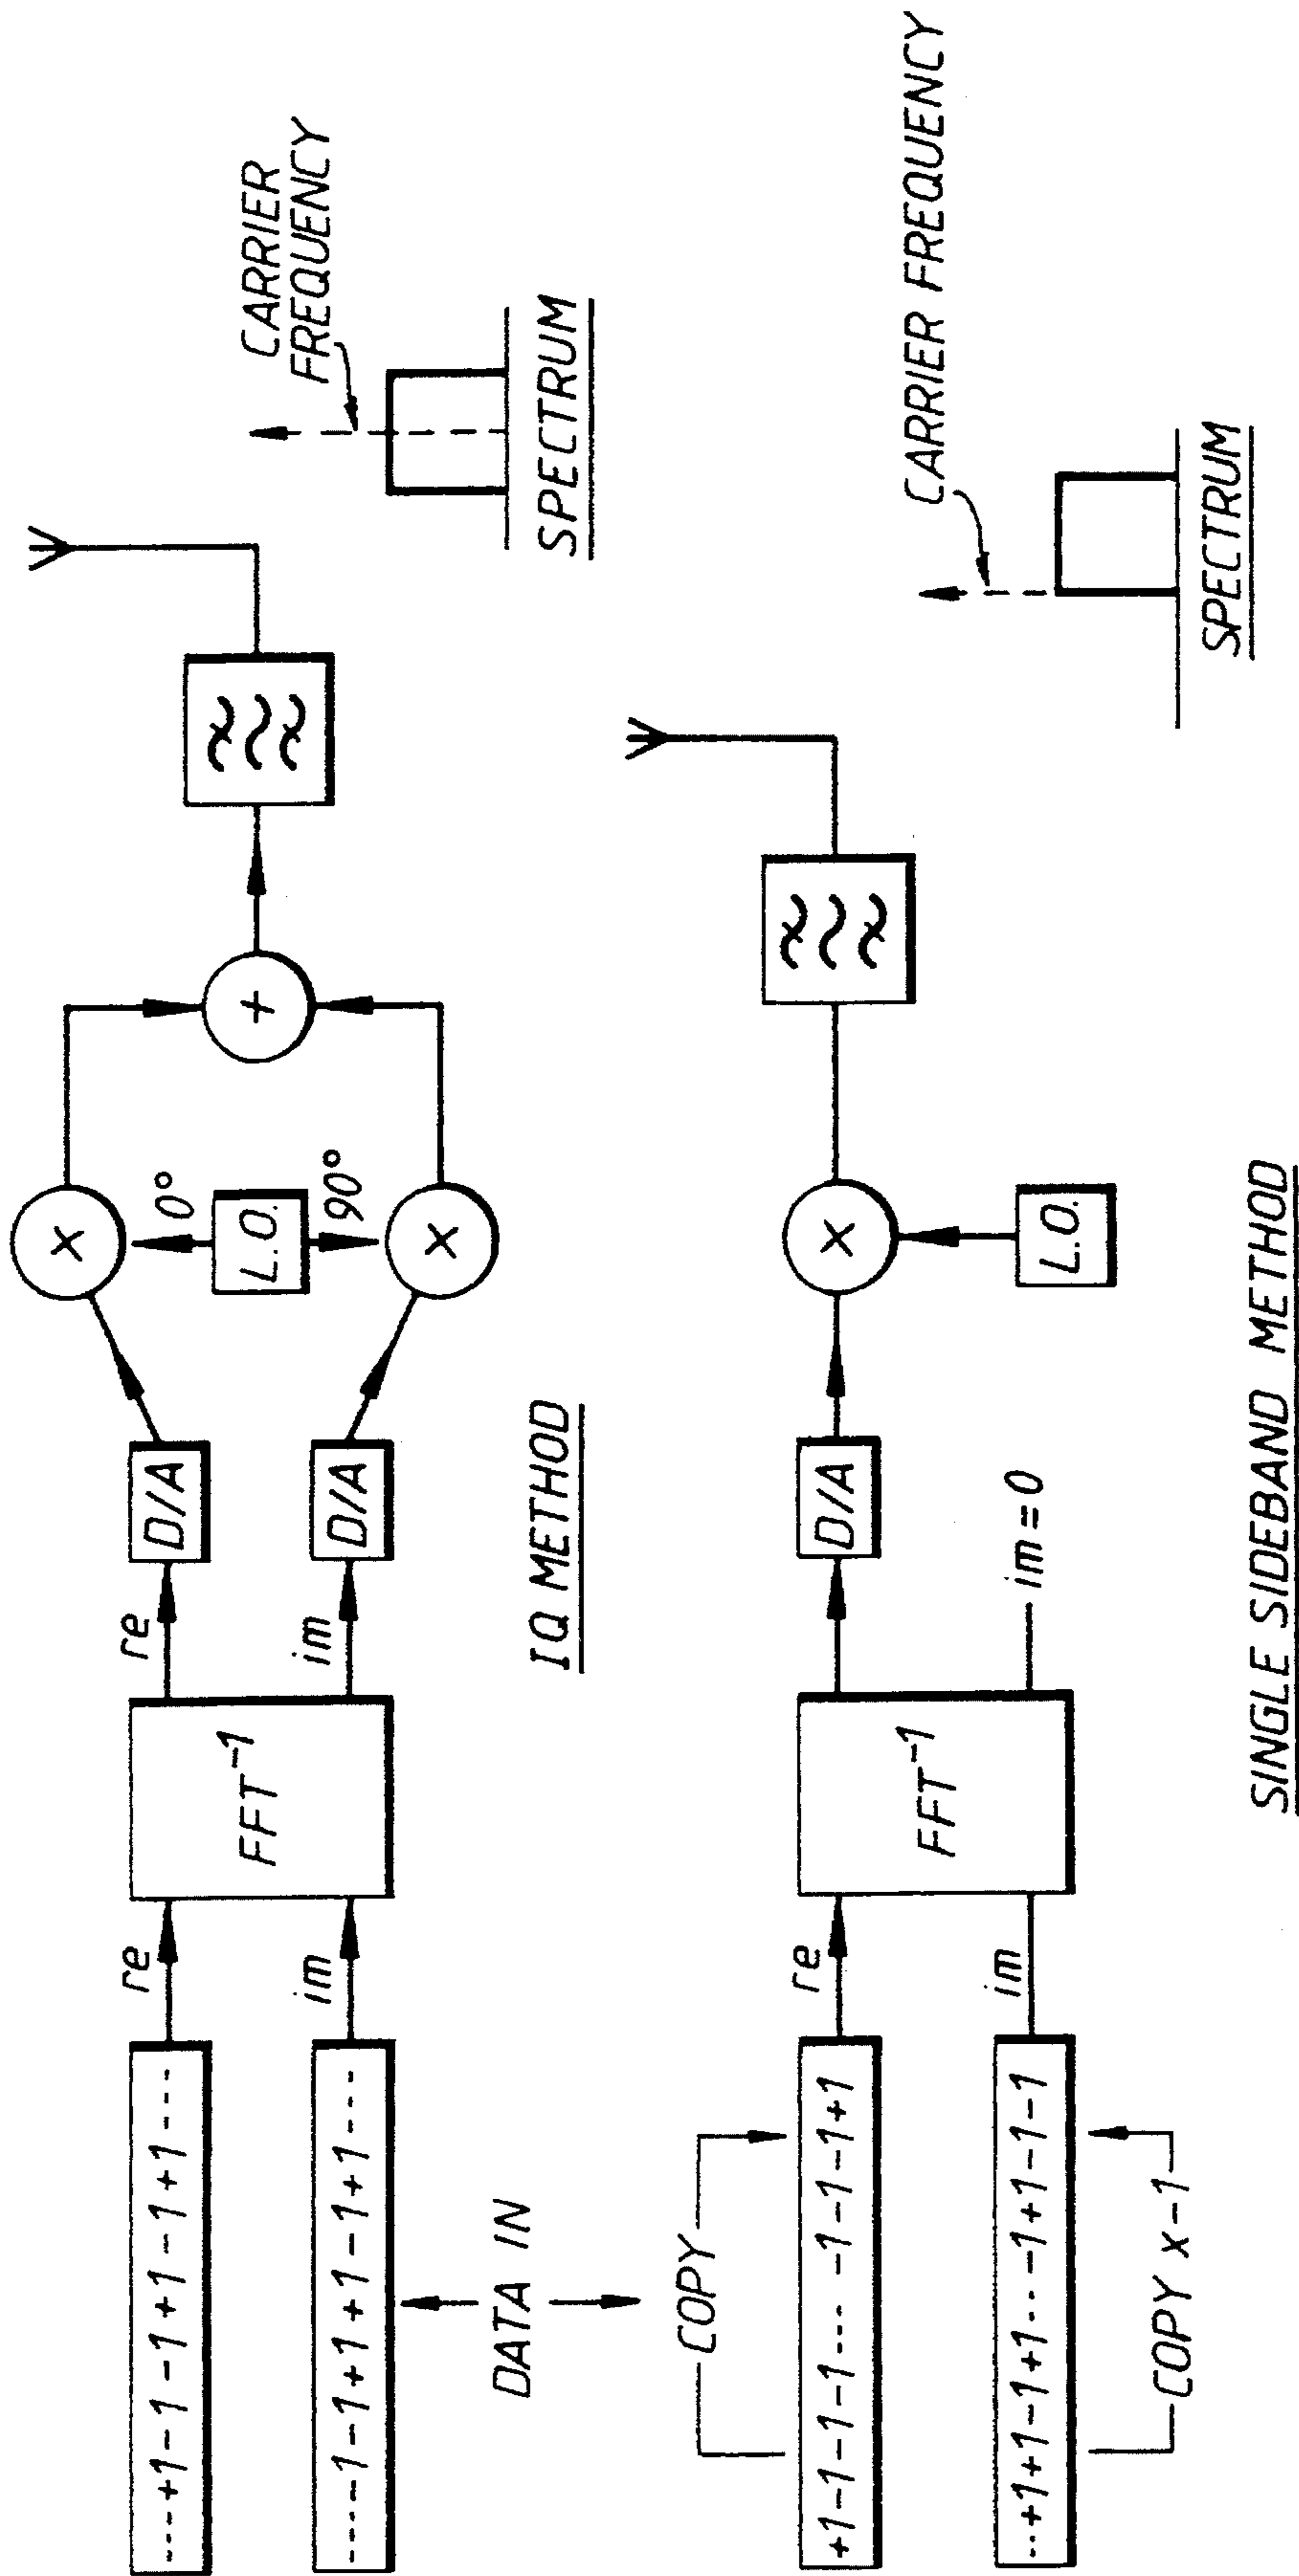 ---+1-1-1-1+1-1+1---
re
re
----1-1+1+1-1+1---
im
im
FFT⁻¹
D/A
D/A
X
0°
L.O.
90°
X
+
CARRIER
FREQUENCY
SPECTRUM
IQ METHOD
DATA IN
COPY
+1-1-1-1--- -1-1-1+1
re
..+1+1-1+1...-1+1-1-1
im
COPY x-1
FFT⁻¹
im=0
D/A
X
L.O.
CARRIER FREQUENCY
SPECTRUM
SINGLE SIDEBAND METHOD